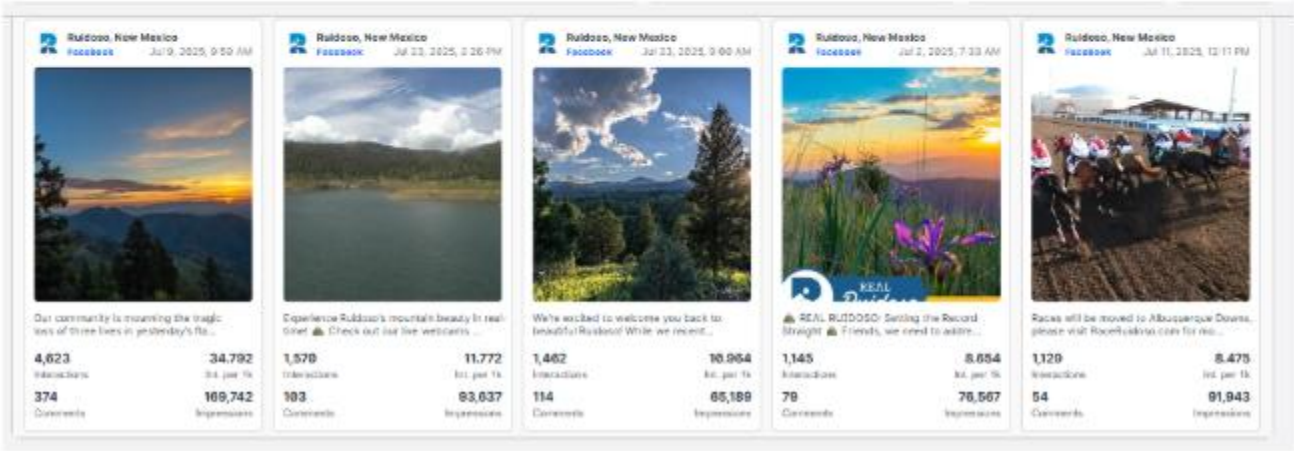 Ruidoso, New Mexico
Facebook Jul 9, 2025, 9:59 AM
Our community is mourning the tragic
loss of three lives in yesterday's flo...
4,623 34.792
Interactions Int. per 1k
374 169,742
Comments Impressions
Ruidoso, New Mexico
Facebook Jul 23, 2025, 2:26 PM
Experience Ruidoso's mountain beauty in real
time! Check out our live webcams ...
1,570 11.772
Interactions Int. per 1k
103 93,637
Comments Impressions
Ruidoso, New Mexico
Facebook Jul 23, 2025, 9:00 AM
We're excited to welcome you back to
beautiful Ruidoso! While we recent...
1,462
Interactions Int. per 1k
114 65,189
Comments Impressions
Ruidoso, New Mexico
Facebook Jul 2, 2025, 7:33 AM
REAL
Ruidoso
REAL RUIDOSO: Setting the Record
Straight Friends, we need to addre...
1,145 8.654
Interactions Int. per 1k
79 76,567
Comments Impressions
Ruidoso, New Mexico
Facebook Jul 11, 2025, 12:11 PM
Races will be moved to Albuquerque Downs,
please visit RaceRuidoso.com for mo...
1,129 8.475
Interactions Int. per 1k
54 91,943
Comments Impressions